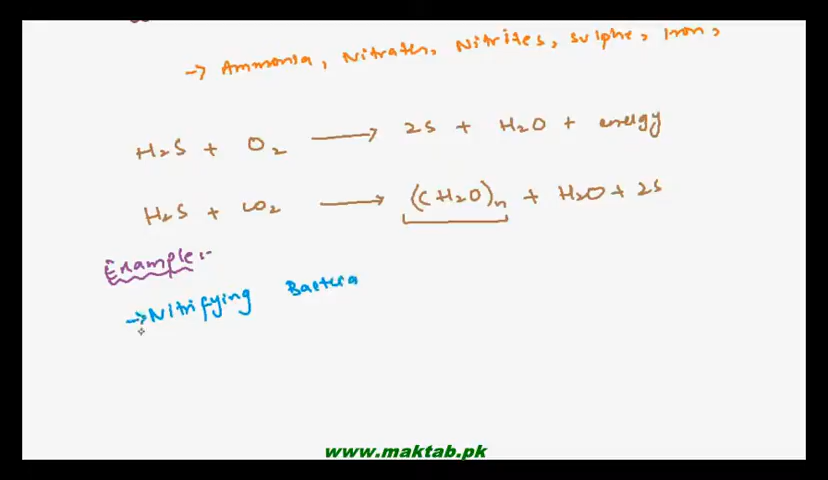 → Ammonia, Nitrates, Nitrites, sulphe, Iron,
H₂S + O₂ ⟶ 2S + H₂O + energy
H₂S + CO₂ ⟶ (CH₂O)n + H₂O + 2S
Example:-
→ Nitrifying Bacteria
www.maktab.pk